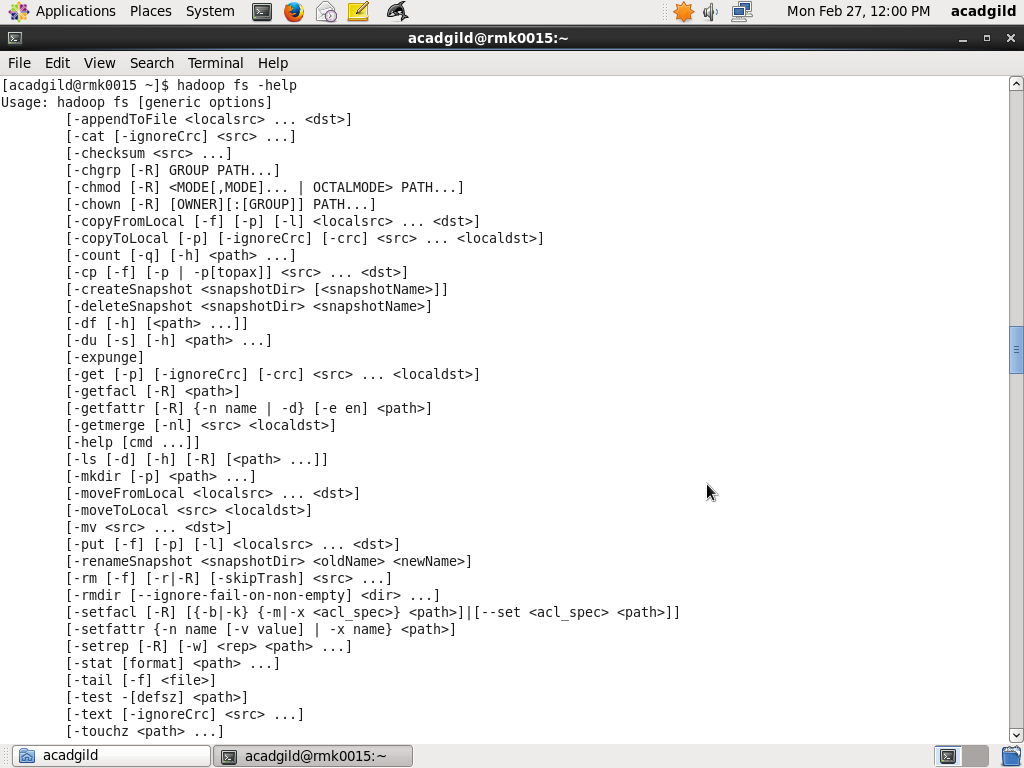 Applications Places System Mon Feb 27, 12:00 PM acadgild
acadgild@rmk0015:~
File Edit View Search Terminal Help
[acadgild@rmk0015 ~]$ hadoop fs -help
Usage: hadoop fs [generic options]
[-appendToFile <localsrc> ... <dst>]
[-cat [-ignoreCrc] <src> ...]
[-checksum <src> ...]
[-chgrp [-R] GROUP PATH...]
[-chmod [-R] <MODE[,MODE]... | OCTALMODE> PATH...]
[-chown [-R] [OWNER][:[GROUP]] PATH...]
[-copyFromLocal [-f] [-p] [-l] <localsrc> ... <dst>]
[-copyToLocal [-p] [-ignoreCrc] [-crc] <src> ... <localdst>]
[-count [-q] [-h] <path> ...]
[-cp [-f] [-p | -p[topax]] <src> ... <dst>]
[-createSnapshot <snapshotDir> [<snapshotName>]]
[-deleteSnapshot <snapshotDir> <snapshotName>]
[-df [-h] [<path> ...]]
[-du [-s] [-h] <path> ...]
[-expunge]
[-get [-p] [-ignoreCrc] [-crc] <src> ... <localdst>]
[-getfacl [-R] <path>]
[-getfattr [-R] {-n name | -d} [-e en] <path>]
[-getmerge [-nl] <src> <localdst>]
[-help [cmd ...]]
[-ls [-d] [-h] [-R] [<path> ...]]
[-mkdir [-p] <path> ...]
[-moveFromLocal <localsrc> ... <dst>]
[-moveToLocal <src> <localdst>]
[-mv <src> ... <dst>]
[-put [-f] [-p] [-l] <localsrc> ... <dst>]
[-renameSnapshot <snapshotDir> <oldName> <newName>]
[-rm [-f] [-r|-R] [-skipTrash] <src> ...]
[-rmdir [--ignore-fail-on-non-empty] <dir> ...]
[-setfacl [-R] [{-b|-k} {-m|-x <acl_spec>} <path>]|[--set <acl_spec> <path>]]
[-setfattr {-n name [-v value] | -x name} <path>]
[-setrep [-R] [-w] <rep> <path> ...]
[-stat [format] <path> ...]
[-tail [-f] <file>]
[-test -[defsz] <path>]
[-text [-ignoreCrc] <src> ...]
[-touchz <path> ...]
acadgild acadgild@rmk0015:~